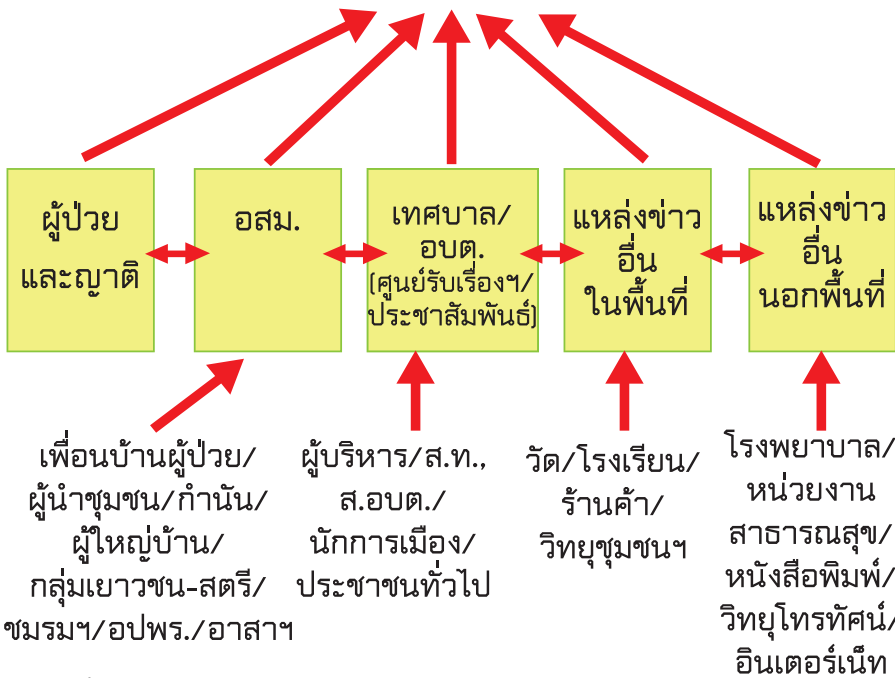 ผู้ป่วย
และญาติ
อสม.
เทศบาล/
อบต.
(ศูนย์รับเรื่องฯ/
ประชาสัมพันธ์)
แหล่งข่าว
อื่น
ในพื้นที่
แหล่งข่าว
อื่น
นอกพื้นที่
เพื่อนบ้านผู้ป่วย/
ผู้นำชุมชน/กำนัน/
ผู้ใหญ่บ้าน/
กลุ่มเยาวชน-สตรี/
ชมรมฯ/อปพร./อาสาฯ
ผู้บริหาร/ส.ท.,
ส.อบต./
นักการเมือง/
ประชาชนทั่วไป
วัด/โรงเรียน/
ร้านค้า/
วิทยุชุมชนฯ
โรงพยาบาล/
หน่วยงาน
สาธารณสุข/
หนังสือพิมพ์/
วิทยุโทรทัศน์/
อินเตอร์เน็ท